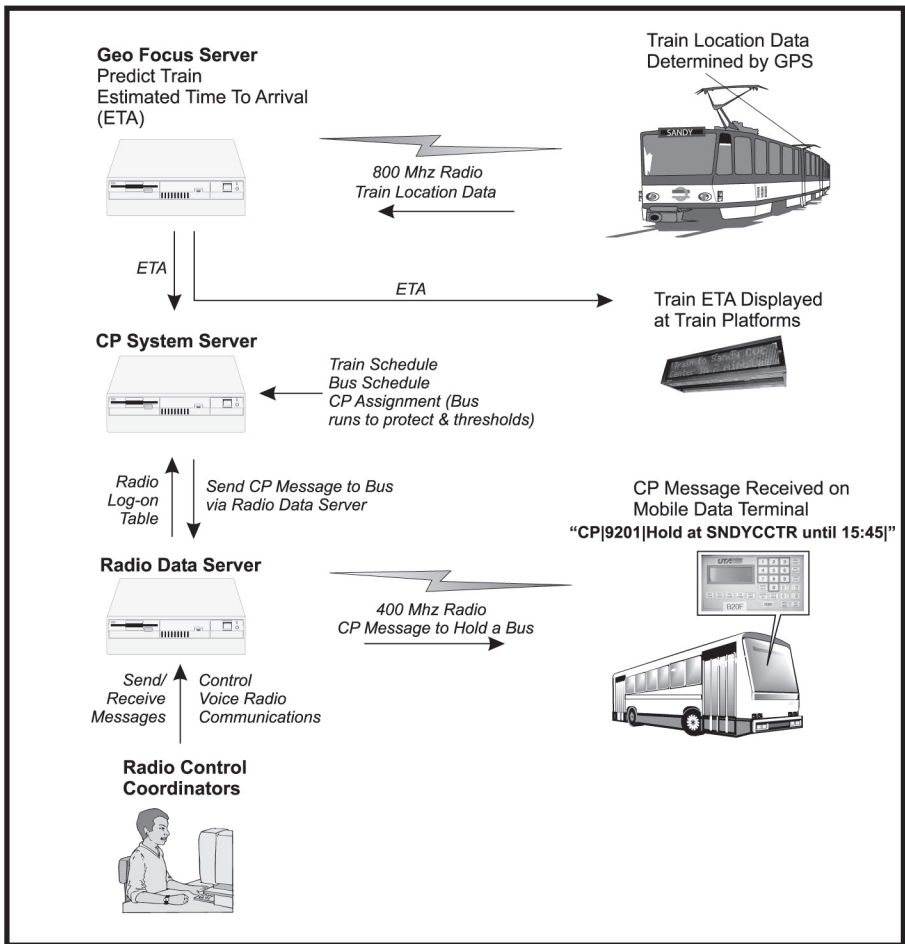 Geo Focus Server
Predict Train
Estimated Time To Arrival
(ETA)
Train Location Data
Determined by GPS
SANDY
800 Mhz Radio
Train Location Data
ETA
ETA
Train ETA Displayed
at Train Platforms
CP System Server
Train Schedule
Bus Schedule
CP Assignment (Bus
runs to protect & thresholds)
Radio
Log-on
Table
Send CP Message to Bus
via Radio Data Server
CP Message Received on
Mobile Data Terminal
“CP|9201|Hold at SNDYCCTR until 15:45|”
UTA
820F
Radio Data Server
400 Mhz Radio
CP Message to Hold a Bus
Send/
Receive
Messages
Control
Voice Radio
Communications
Radio Control
Coordinators